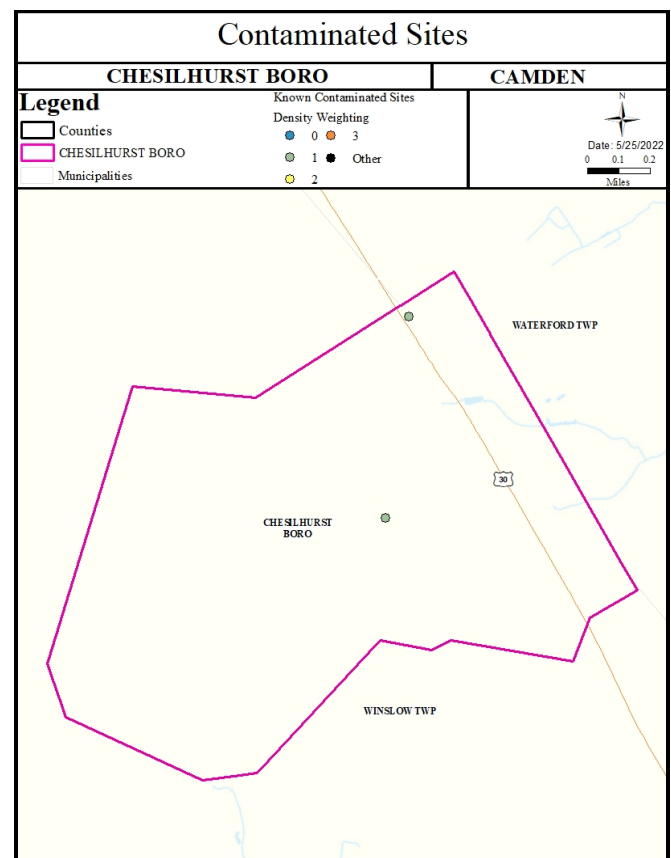 Contaminated Sites
CHESILHURST BORO
CAMDEN
Legend
Counties
CHESILHURST BORO
Municipalities
Known Contaminated Sites
Density Weighting
0 3
1 Other
2
N
Date: 5/25/2022
0 0.1 0.2
Miles
WATERFORD TWP
30
CHESILHURST
BORO
WINSLOW TWP